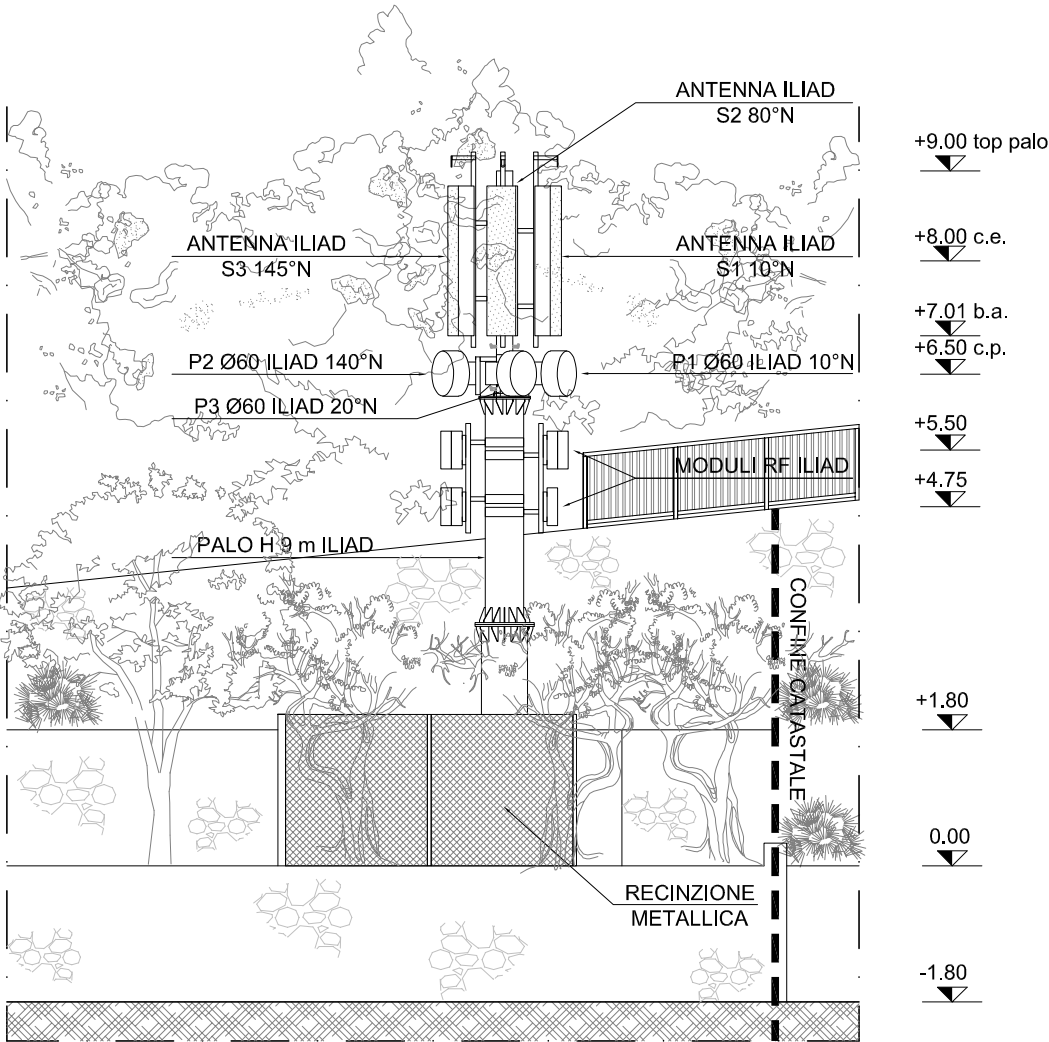 ANTENNA ILIAD
S2 80°N
+9.00 top palo
ANTENNA ILIAD
S3 145°N
ANTENNA ILIAD
S1 10°N
+8.00 c.e.
+7.01 b.a.
P2 Ø60 ILIAD 140°N
P1 Ø60 ILIAD 10°N
+6.50 c.p.
P3 Ø60 ILIAD 20°N
+5.50
MODULI RF ILIAD
+4.75
PALO H 9 m ILIAD
CONFINE CATASTALE
+1.80
0.00
RECINZIONE
METALLICA
-1.80